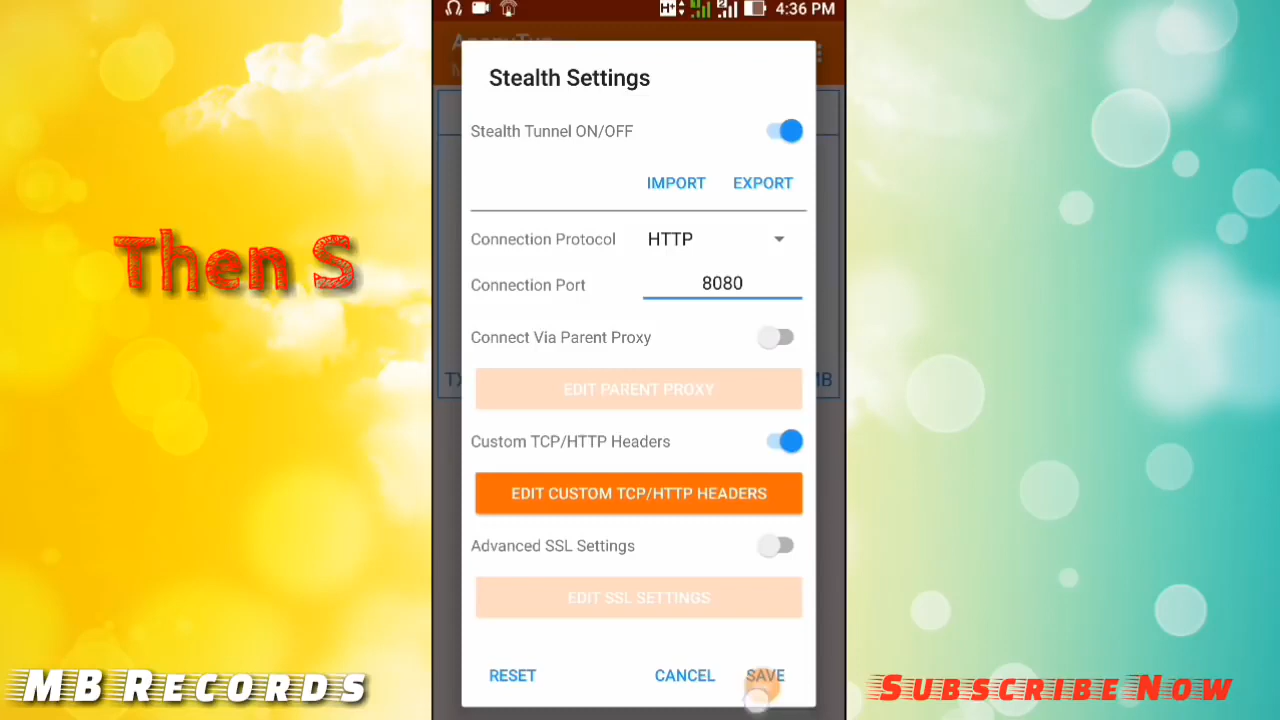 4:36 PM
Stealth Settings
Stealth Tunnel ON/OFF
IMPORT EXPORT
Connection Protocol HTTP
Connection Port 8080
Connect Via Parent Proxy
EDIT PARENT PROXY
Custom TCP/HTTP Headers
EDIT CUSTOM TCP/HTTP HEADERS
Advanced SSL Settings
EDIT SSL SETTINGS
RESET CANCEL SAVE
Then S
MB Records
Subscribe Now